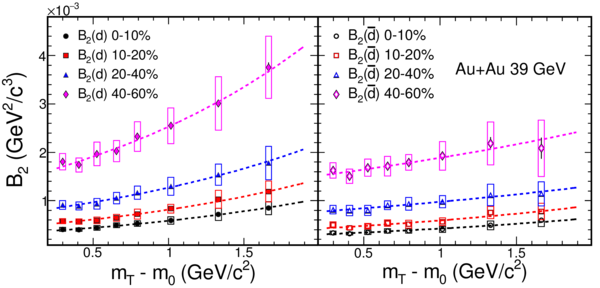 ×10⁻³
B₂ (GeV²/c³)
4
3
2
1
B₂(d) 0-10%
B₂(d) 10-20%
B₂(d) 20-40%
B₂(d) 40-60%
0.5
1
1.5
m_T - m₀ (GeV/c²)
B₂(d̅) 0-10%
B₂(d̅) 10-20%
B₂(d̅) 20-40%
B₂(d̅) 40-60%
Au+Au 39 GeV
0.5
1
1.5
m_T - m₀ (GeV/c²)